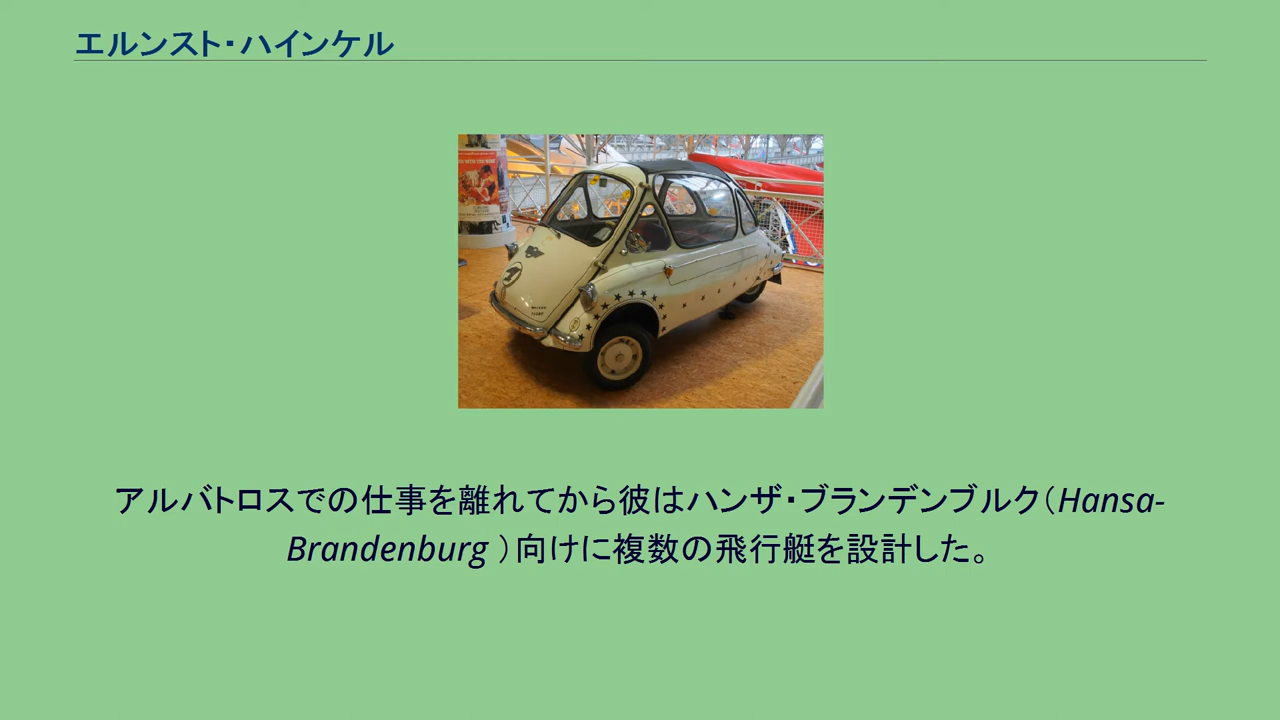 エルンスト・ハインケル
アルバトロスでの仕事を離れてから彼はハンザ・ブランデンブルク（Hansa-
Brandenburg ）向けに複数の飛行艇を設計した。